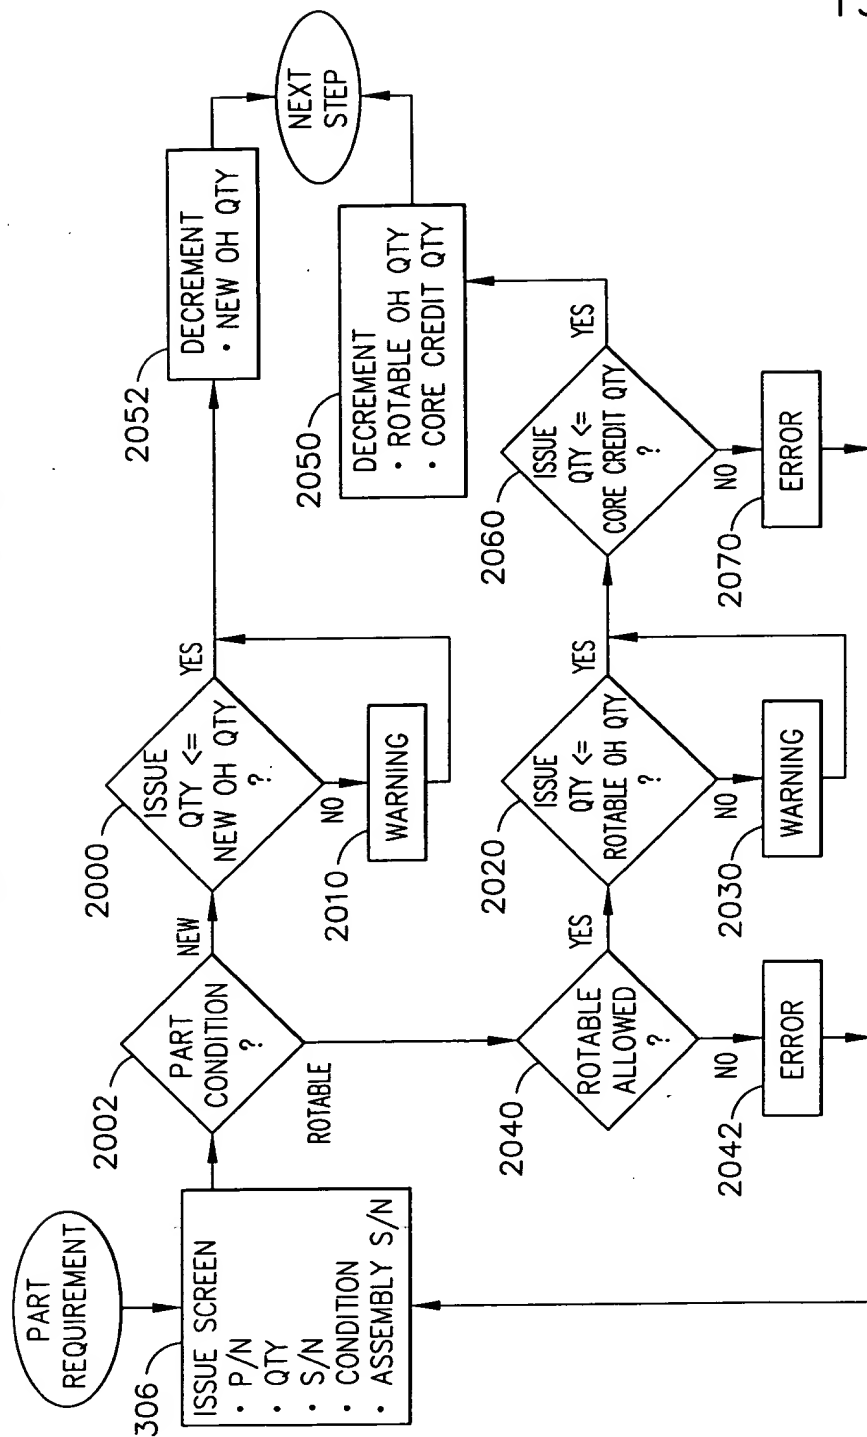 PART
REQUIREMENT
306
ISSUE SCREEN
· P/N
· QTY
· S/N
· CONDITION
· ASSEMBLY S/N
2002
PART
CONDITION
?
NEW
ROTABLE
2000
ISSUE
QTY <=
NEW OH QTY
?
YES
NO
2010
WARNING
2052
DECREMENT
· NEW OH QTY
NEXT
STEP
2040
ROTABLE
ALLOWED
?
YES
NO
2042
ERROR
2020
ISSUE
QTY <=
ROTABLE OH QTY
?
YES
NO
2030
WARNING
2060
ISSUE
QTY <=
CORE CREDIT QTY
?
YES
NO
2070
ERROR
2050
DECREMENT
· ROTABLE OH QTY
· CORE CREDIT QTY